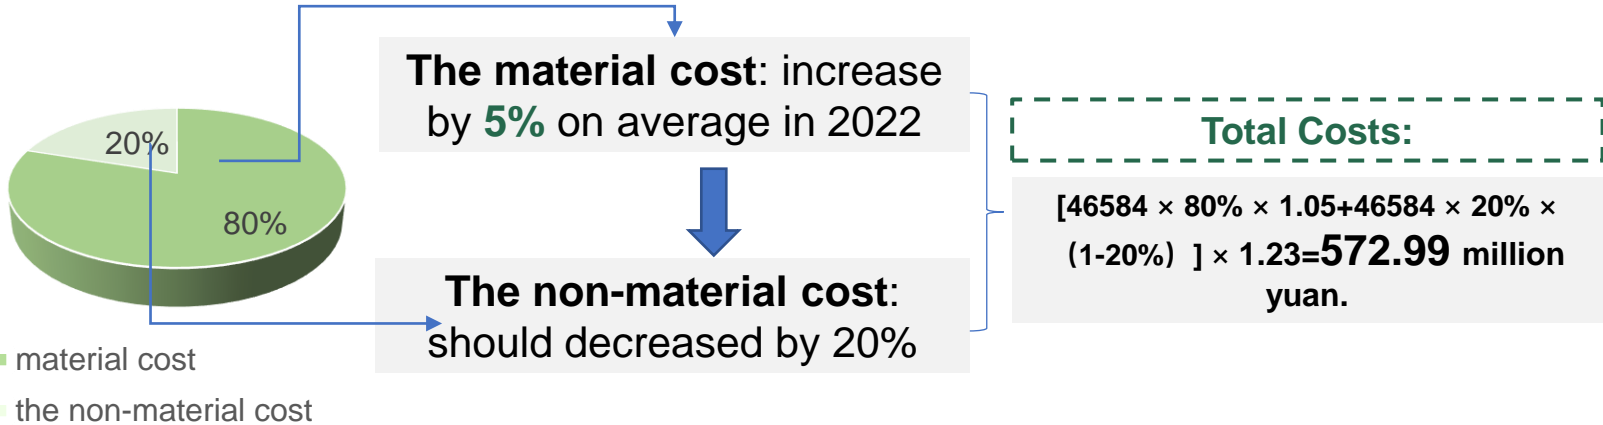 20%
80%
material cost
the non-material cost
The material cost: increase
by 5% on average in 2022
The non-material cost:
should decreased by 20%
Total Costs:
[46584 × 80% × 1.05+46584 × 20% ×
（1-20%）] × 1.23=572.99 million
yuan.